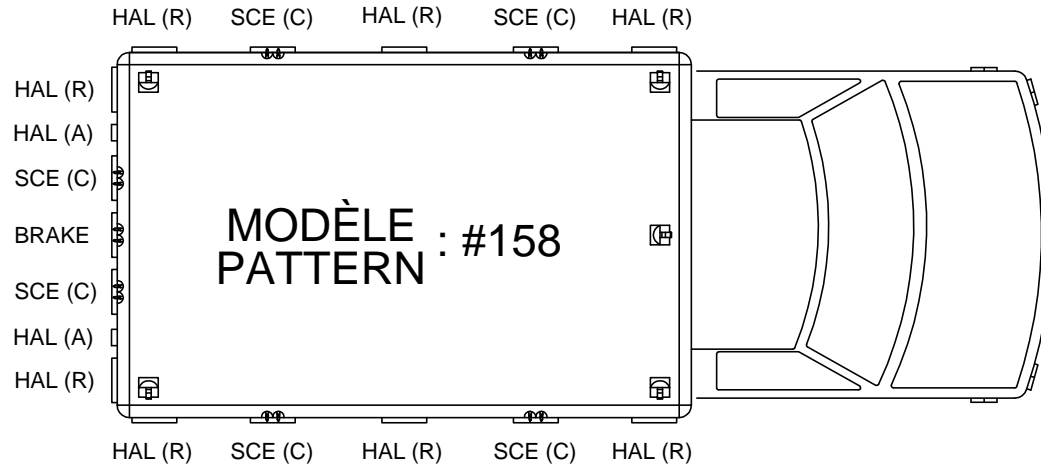 HAL (R) SCE (C) HAL (R) SCE (C) HAL (R)
HAL (R)
HAL (A)
SCE (C)
BRAKE
SCE (C)
HAL (A)
HAL (R)
MODÈLE
PATTERN : #158
HAL (R) SCE (C) HAL (R) SCE (C) HAL (R)